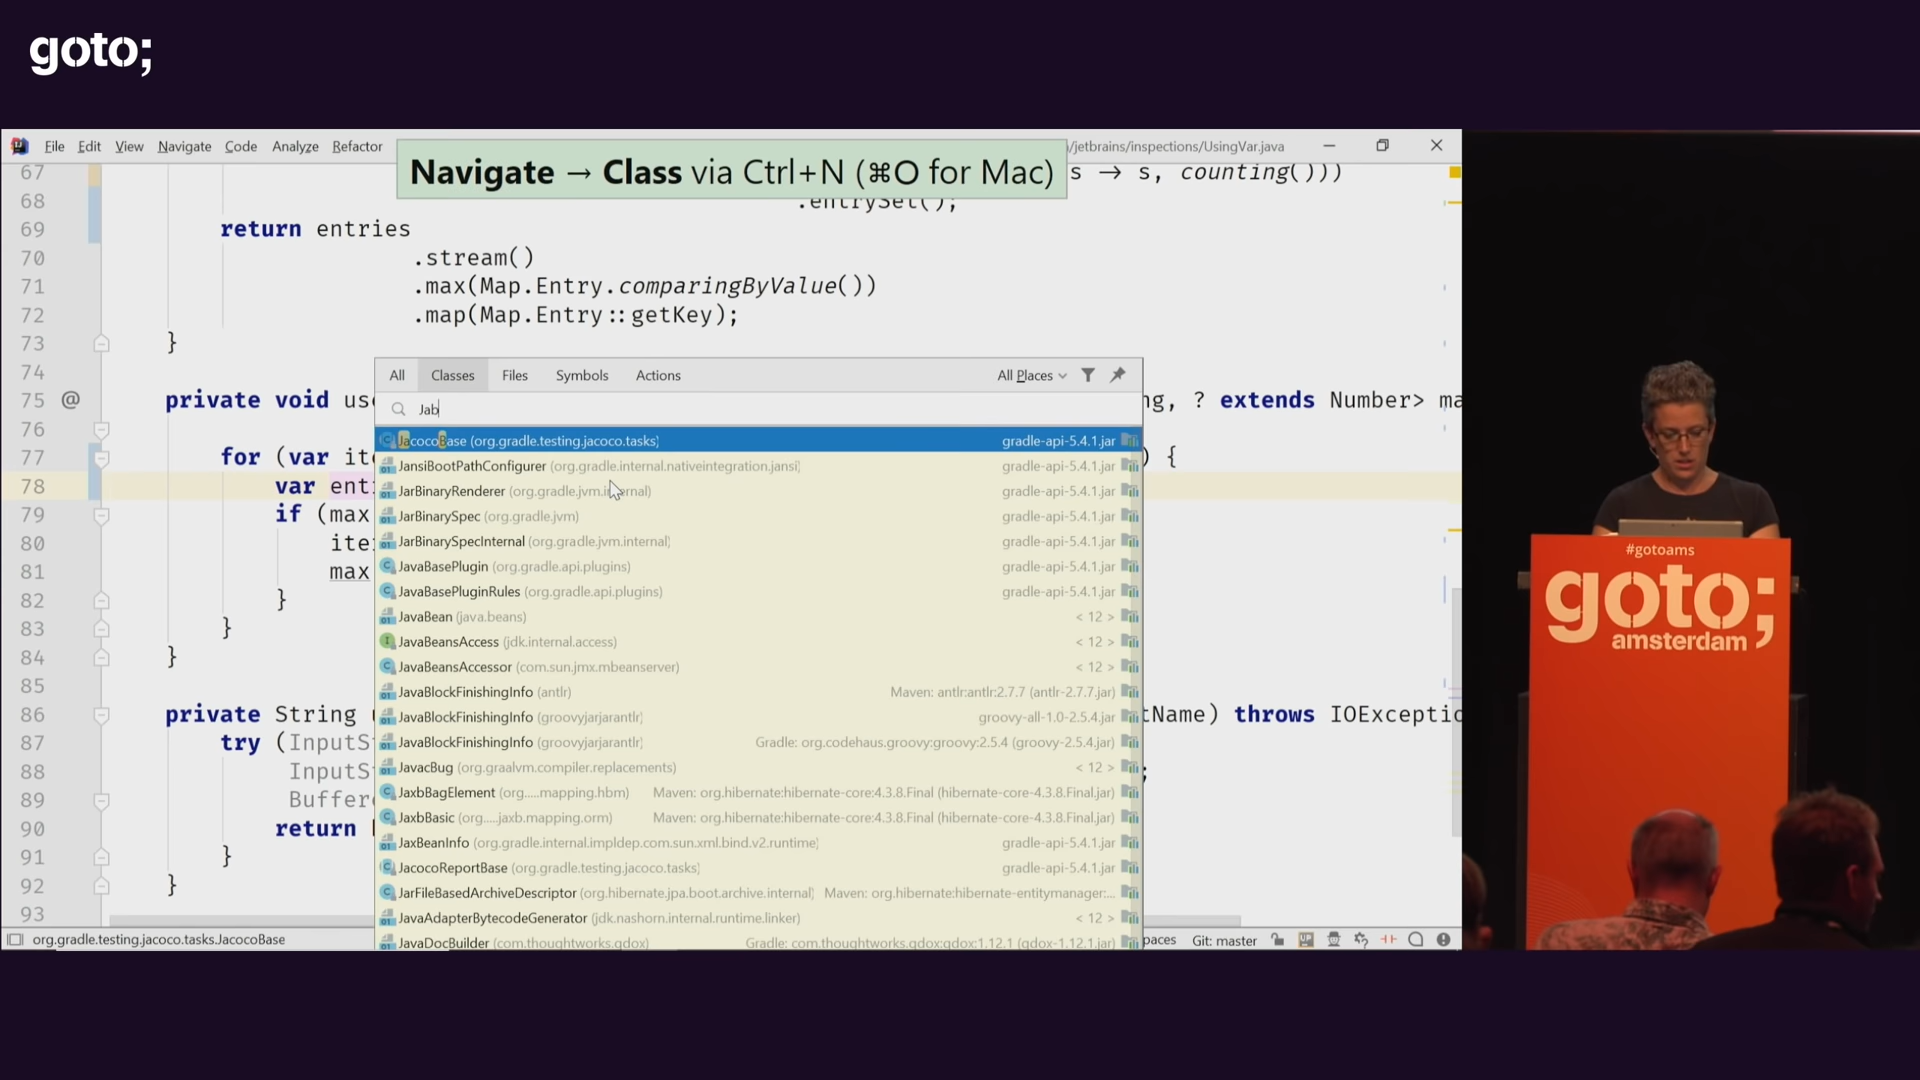 goto;
File Edit View Navigate Code Analyze Refactor
/jetbrains/inspections/UsingVar.java
Navigate → Class via Ctrl+N (⌘O for Mac)
67 s → s, counting()))
68 .entrySet();
69 return entries
70 .stream()
71 .max(Map.Entry.comparingByValue())
72 .map(Map.Entry::getKey);
73 }
74
75 @ private void ng, ? extends Number>
76
77 for (var {
78 var
79 if (max
80
81 max
82 }
83 }
84 }
85
86 private String throws
87 try
88
89
90 return
91 }
92 }
93
All Classes Files Symbols Actions All Places
Jab
JacocoBase (org.gradle.testing.jacoco.tasks) gradle-api-5.4.1.jar
JansiBootPathConfigurer (org.gradle.internal.nativeintegration.jansi) gradle-api-5.4.1.jar
JarBinaryRenderer (org.gradle.jvm.internal) gradle-api-5.4.1.jar
JarBinarySpec (org.gradle.jvm) gradle-api-5.4.1.jar
JarBinarySpecInternal (org.gradle.jvm.internal) gradle-api-5.4.1.jar
JavaBasePlugin (org.gradle.api.plugins) gradle-api-5.4.1.jar
JavaBasePluginRules (org.gradle.api.plugins) gradle-api-5.4.1.jar
JavaBean (java.beans) < 12 >
JavaBeansAccess (jdk.internal.access) < 12 >
JavaBeansAccessor (com.sun.jmx.mbeanserver) < 12 >
JavaBlockFinishingInfo (antlr) Maven: antlr:antlr:2.7.7 (antlr-2.7.7.jar)
JavaBlockFinishingInfo (groovyjarjarantlr) groovy-all-1.0-2.5.4.jar
JavaBlockFinishingInfo (groovyjarjarantlr) Gradle: org.codehaus.groovy:groovy:2.5.4 (groovy-2.5.4.jar)
JavacBug (org.graalvm.compiler.replacements) < 12 >
JaxbBagElement (org.....mapping.hbm) Maven: org.hibernate:hibernate-core:4.3.8.Final (hibernate-core-4.3.8.Final.jar)
JaxbBasic (org.....jaxb.mapping.orm) Maven: org.hibernate:hibernate-core:4.3.8.Final (hibernate-core-4.3.8.Final.jar)
JaxBeanInfo (org.gradle.internal.impldep.com.sun.xml.bind.v2.runtime) gradle-api-5.4.1.jar
JacocoReportBase (org.gradle.testing.jacoco.tasks) gradle-api-5.4.1.jar
JarFileBasedArchiveDescriptor (org.hibernate.jpa.boot.archive.internal) Maven: org.hibernate:hibernate-entitymanager:...
JavaAdapterBytecodeGenerator (jdk.nashorn.internal.runtime.linker) < 12 >
JavaDocBuilder (com.thoughtworks.qdox) Gradle: com.thoughtworks.qdox:qdox:1.12.1 (qdox-1.12.1.jar)
org.gradle.testing.jacoco.tasks.JacocoBase
paces Git: master
#gotoams
goto;
amsterdam